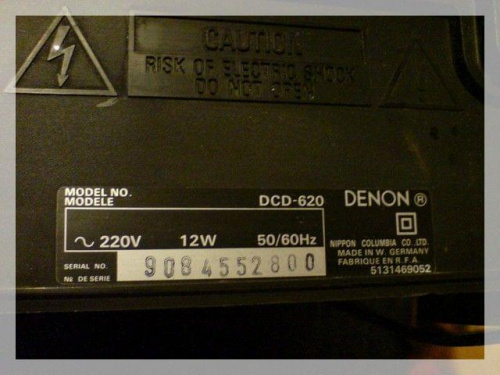 CAUTION
RISK OF ELECTRIC SHOCK
DO NOT OPEN
MODEL NO.
MODELE
DCD-620
DENON ®
~ 220V 12W 50/60Hz
NIPPON COLUMBIA CO.,LTD.
MADE IN W. GERMANY
FABRIQUE EN R.F.A.
5131469052
SERIAL NO.
№ DE SERIE
9084552800